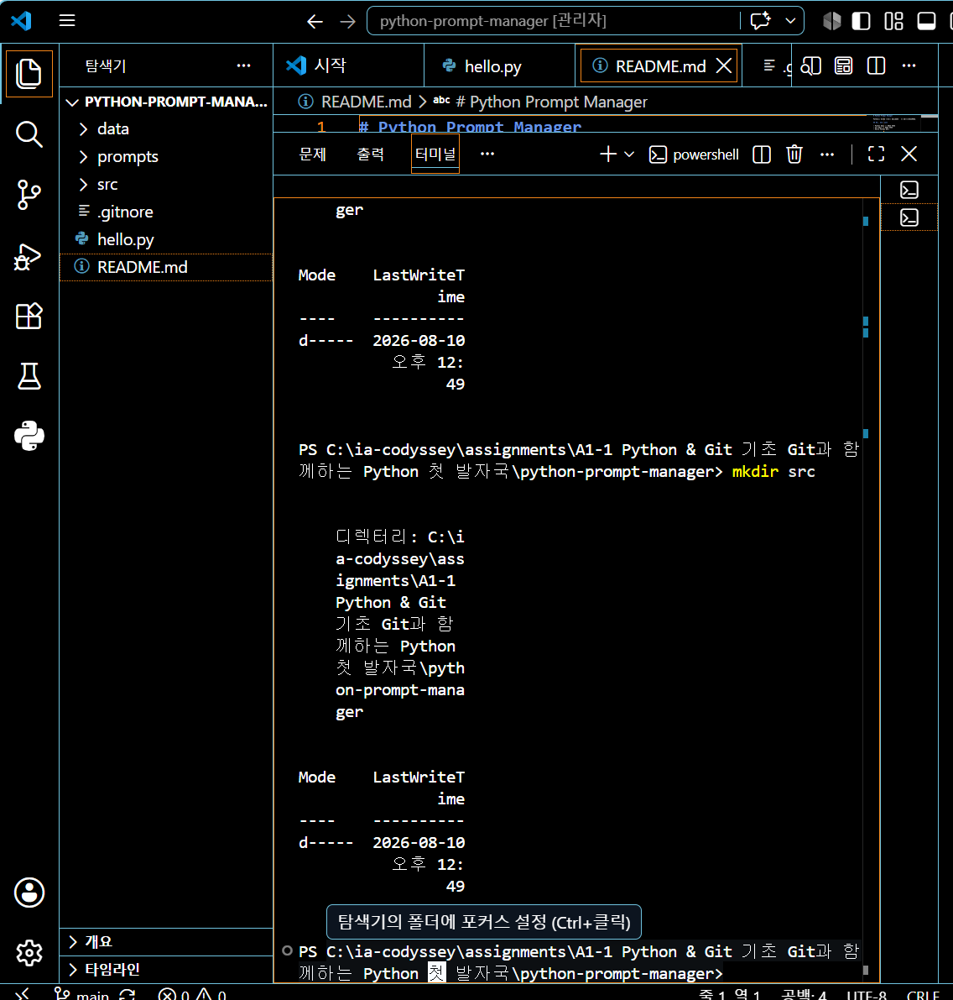 python-prompt-manager [관리자]
탐색기
시작
hello.py
README.md
PYTHON-PROMPT-MANA...
README.md > abc # Python Prompt Manager
data
1 # Python Prompt Manager
prompts
문제 출력 터미널
powershell
src
.gitnore
hello.py
README.md
ger
Mode    LastWriteT
ime
----    ----------
d-----  2026-08-10
오후 12:
49
PS C:\ia-codyssey\assignments\A1-1 Python & Git 기초 Git과 함
께하는 Python 첫 발자국\python-prompt-manager> mkdir src
디렉터리: C:\i
a-codyssey\ass
ignments\A1-1
Python & Git
기초 Git과 함
께하는 Python
첫 발자국\pyth
on-prompt-mana
ger
Mode    LastWriteT
ime
----    ----------
d-----  2026-08-10
오후 12:
49
탐색기의 폴더에 포커스 설정 (Ctrl+클릭)
PS C:\ia-codyssey\assignments\A1-1 Python & Git 기초 Git과 함
께하는 Python 첫 발자국\python-prompt-manager>
개요
타임라인
main 0 0 줄 1, 열 1 공백: 4 UTF-8 CRLF